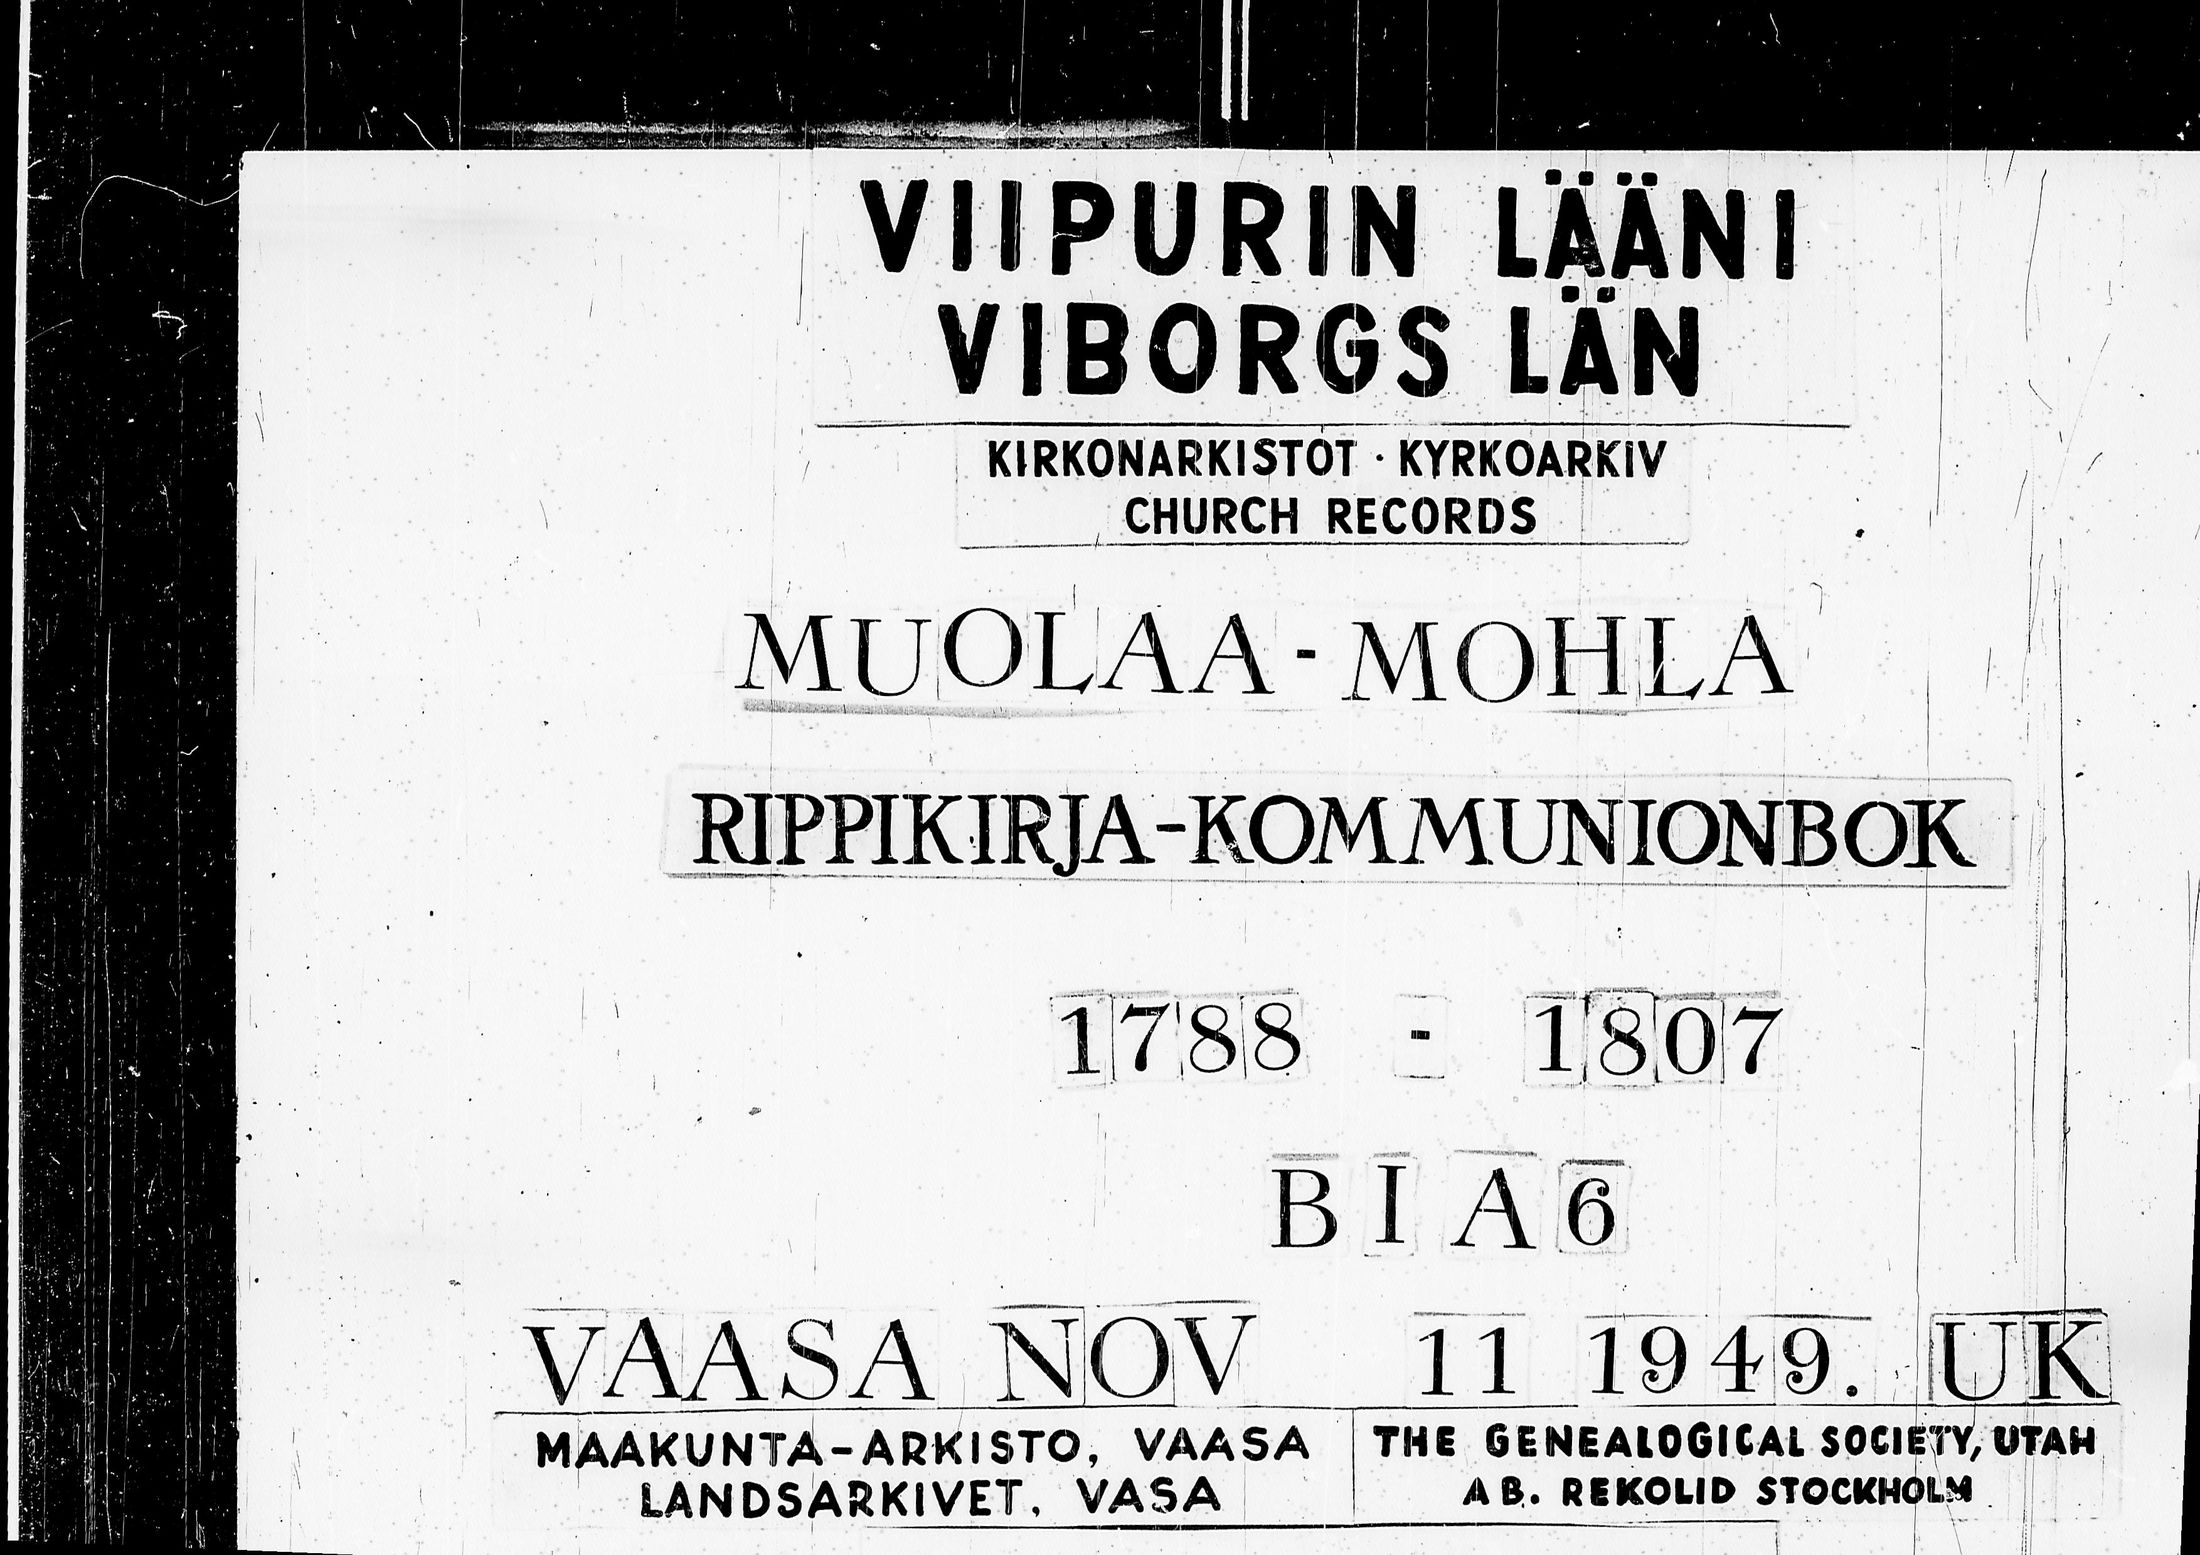 VIIPURIN LÄÄNI
VIBORGS LÄN
KIRKONARKISTOT · KYRKOARKIV
CHURCH RECORDS
MUOLAA - MOHLA
RIPPIKIRJA-KOMMUNIONBOK
1788 - 1807
B I A 6
VAASA NOV 11 1949. UK
MAAKUNTA-ARKISTO, VAASA
LANDSARKIVET, VASA
THE GENEALOGICAL SOCIETY, UTAH
AB. REKOLID STOCKHOLM